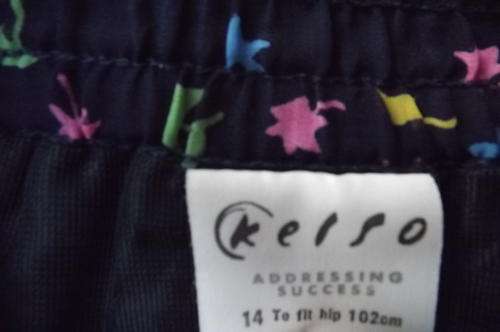 Kelso
ADDRESSING
SUCCESS
14 To fit hip 102cm